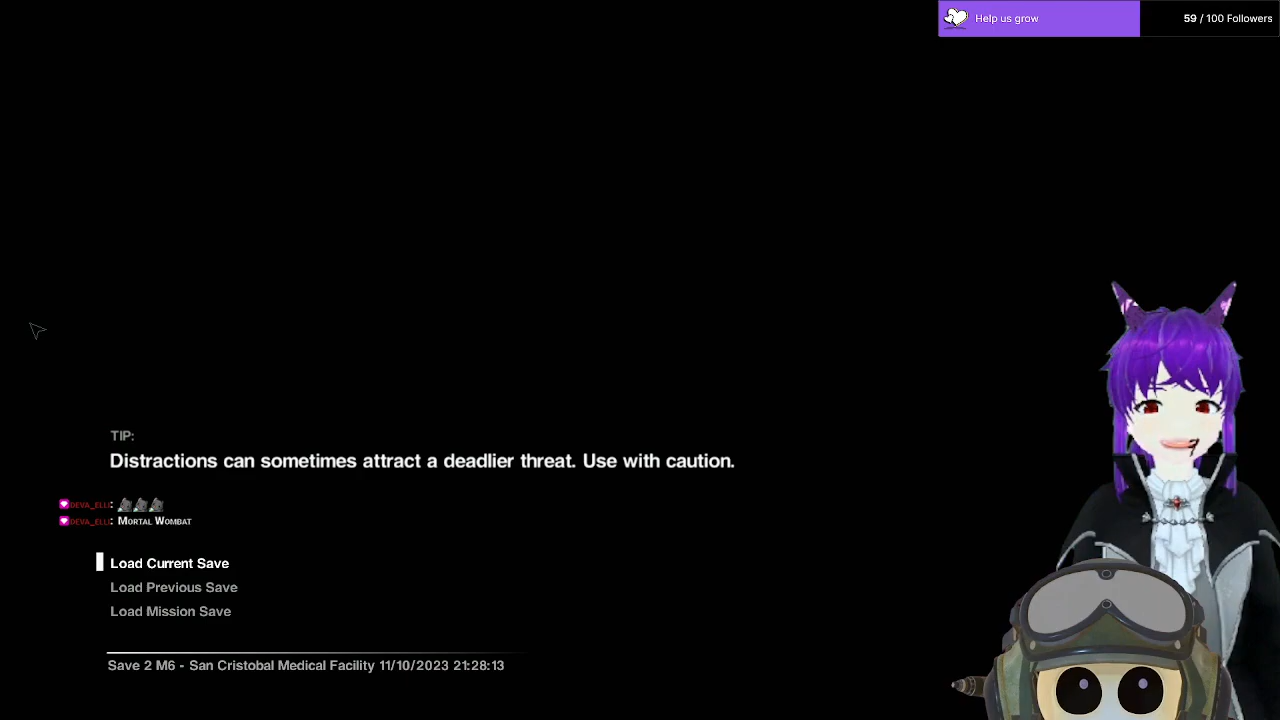 Help us grow
59 / 100 Followers
TIP:
Distractions can sometimes attract a deadlier threat. Use with caution.
DEVA_ELLI:
DEVA_ELLI: MORTAL WOMBAT
Load Current Save
Load Previous Save
Load Mission Save
Save 2 M6 - San Cristobal Medical Facility 11/10/2023 21:28:13